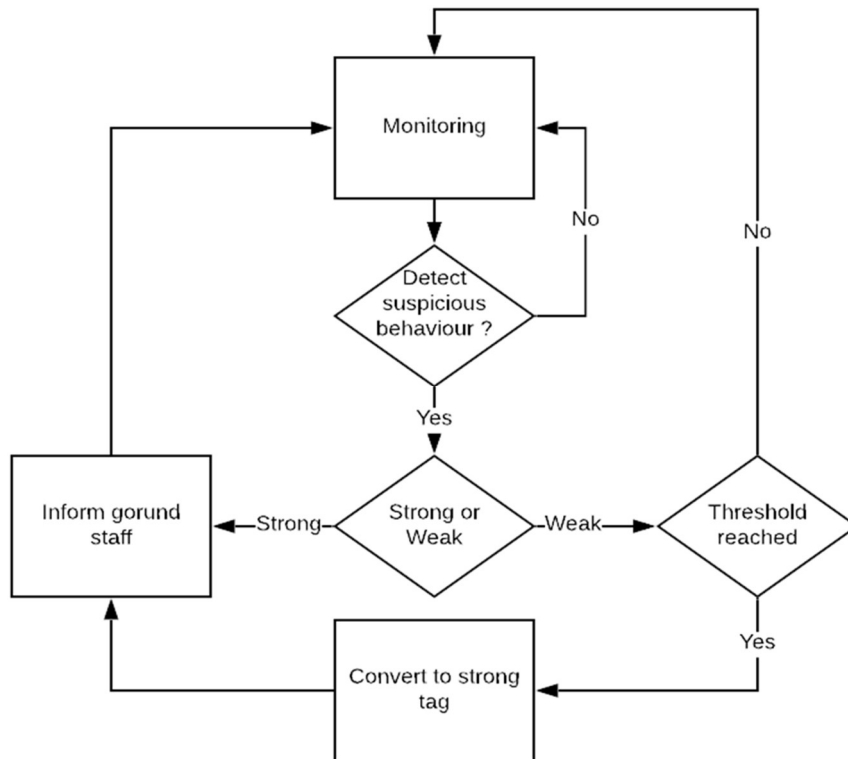 Monitoring
No
No
Detect
suspicious
behaviour ?
Yes
Inform gorund
staff
Strong
Strong or
Weak
Weak
Threshold
reached
Yes
Convert to strong
tag